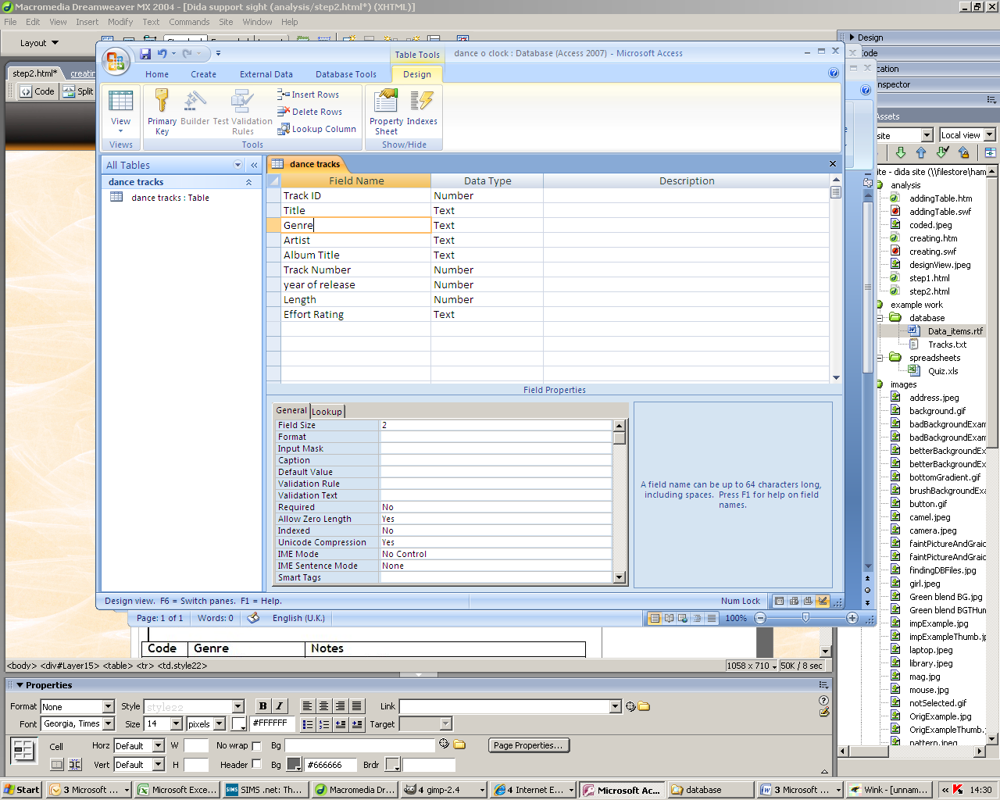 Macromedia Dreamweaver MX 2004 - [Dida support sight (analysis/step2.html*) (XHTML)]
File Edit View Insert Modify Text Commands Site Window Help
Layout
step2.html*
Code Split
Table Tools dance o clock : Database (Access 2007) - Microsoft Access
Home Create External Data Database Tools Design
View
Views
Primary Key
Builder
Test Validation Rules
Insert Rows
Delete Rows
Lookup Column
Tools
Property Sheet
Indexes
Show/Hide
All Tables
dance tracks
dance tracks : Table
dance tracks
Field Name Data Type Description
Track ID Number
Title Text
Genre Text
Artist Text
Album Title Text
Track Number Number
year of release Number
Length Number
Effort Rating Text
Field Properties
General Lookup
Field Size 2
Format
Input Mask
Caption
Default Value
Validation Rule
Validation Text
Required No
Allow Zero Length Yes
Indexed No
Unicode Compression Yes
IME Mode No Control
IME Sentence Mode None
Smart Tags
A field name can be up to 64 characters long,
including spaces. Press F1 for help on field
names.
Design view. F6 = Switch panes. F1 = Help.
Num Lock
Page: 1 of 1 Words: 0 English (U.K.) 100%
Code Genre Notes
<body> <div#Layer15> <table> <tr> <td.style22>
1058 x 710 50K / 8 sec
Design
Assets
site Local view
analysis
addingTable.htm
addingTable.swf
coded.jpeg
creating.htm
creating.swf
designView.jpeg
step1.html
step2.html
example work
database
Data_items.rtf
Tracks.txt
spreadsheets
Quiz.xls
images
address.jpeg
background.gif
badBackgroundExa
badBackgroundExa
betterBackgroundEx
betterBackgroundEx
bottomGradient.gif
brushBackgroundExa
button.gif
camel.jpeg
camera.jpeg
faintPictureAndGraic
faintPictureAndGraic
findingDBFiles.jpg
girl.jpeg
Green blend BG.jpg
Green blend BGTHun
impExample.jpg
impExampleThumb.jp
laptop.jpeg
library.jpeg
mag.jpg
mouse.jpg
notSelected.gif
OrigExample.jpg
OrigExampleThumb.
pattern.jpeg
Properties
Format None Style style22 B I Link
Font Georgia, Times Size 14 pixels #FFFFFF Target
Cell Horz Default W No wrap Bg Page Properties...
Vert Default H Header Bg #666666 Brdr
Start 3 Microsoft ... Microsoft Exce... SIMS .net: Th... Macromedia Dr... 4 gimp-2.4 4 Internet E... Microsoft Ac... database 3 Microsoft ... Wink - [unnam... 14:30